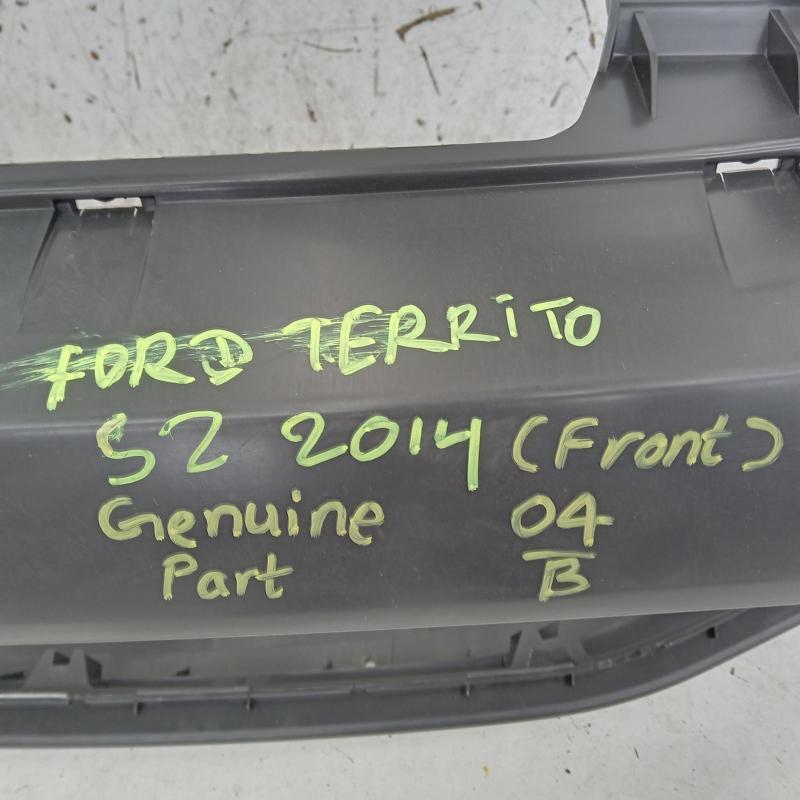 FORD TERRITO
SZ 2014 (Front)
Genuine 04
Part B